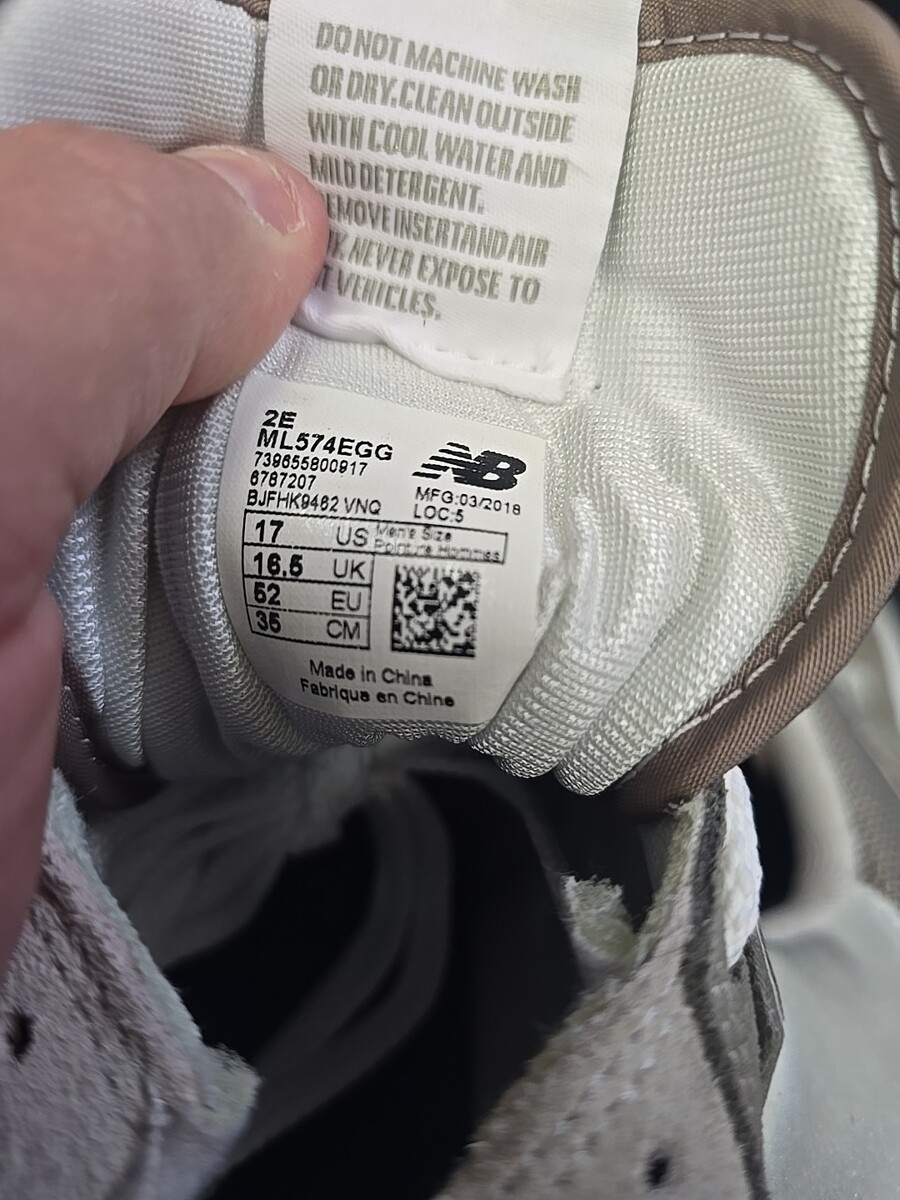 DO NOT MACHINE WASH
OR DRY. CLEAN OUTSIDE
WITH COOL WATER AND
MILD DETERGENT.
EMOVE INSERT AND AIR
Y. NEVER EXPOSE TO
T VEHICLES.
2E
ML574EGG
739655800917
6787207
BJFHK9462 VNQ
NB
MFG:03/2018
LOC:5
17 US Men's Size
Pointure Hommes
16.5 UK
52 EU
35 CM
Made in China
Fabriqua en Chine